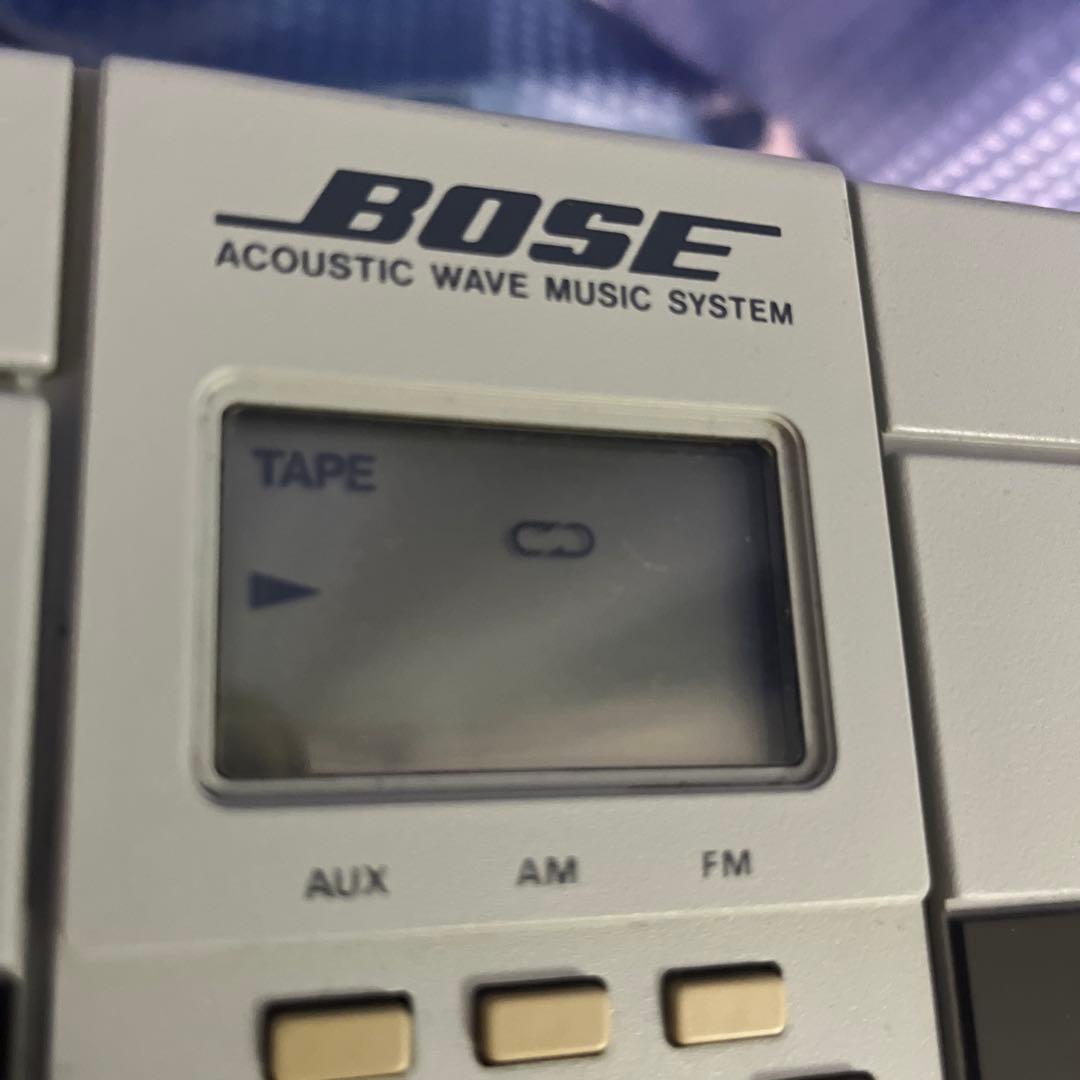 BOSE
ACOUSTIC WAVE MUSIC SYSTEM
TAPE
AUX AM FM